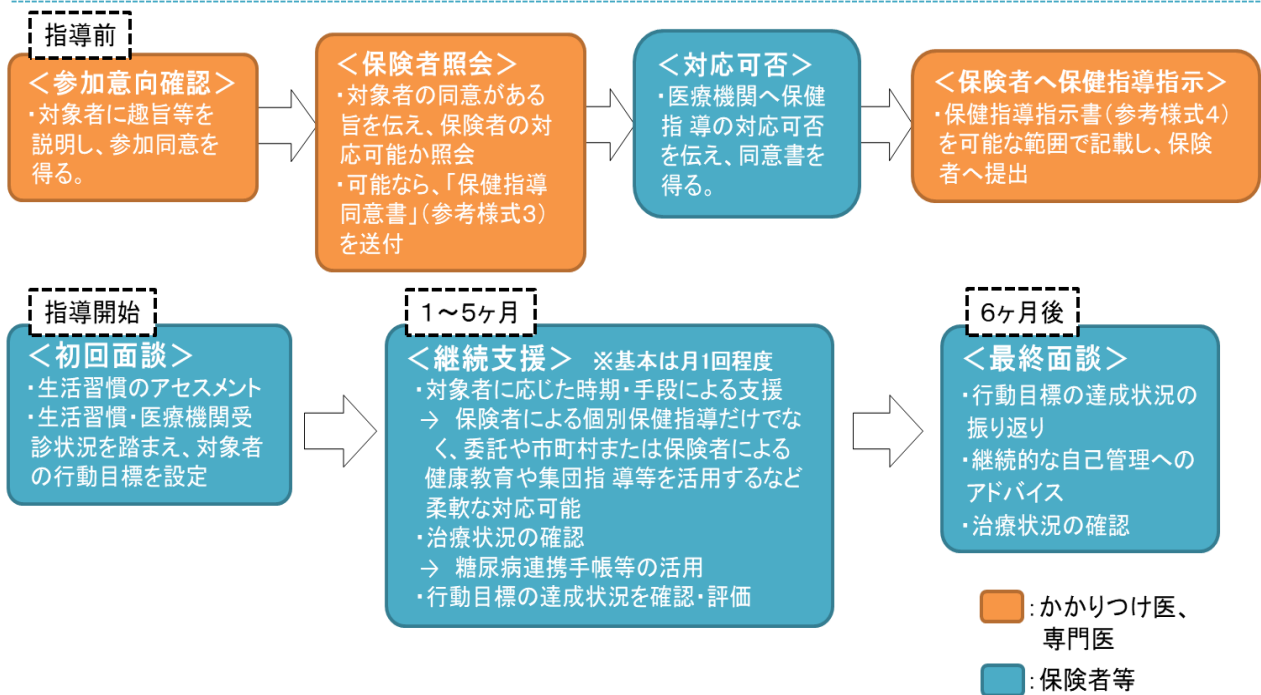 指導前
＜参加意向確認＞
・対象者に趣旨等を
説明し、参加同意を
得る。
＜保険者照会＞
・対象者の同意がある
旨を伝え、保険者の対
応可能か照会
・可能なら、「保健指導
同意書」（参考様式3）
を送付
＜対応可否＞
・医療機関へ保健
指 導の対応可否
を伝え、同意書を
得る。
＜保険者へ保健指導指示＞
・保健指導指示書（参考様式4）
を可能な範囲で記載し、保険
者へ提出
指導開始
＜初回面談＞
・生活習慣のアセスメント
・生活習慣・医療機関受
診状況を踏まえ、対象者
の行動目標を設定
1～5ヶ月
＜継続支援＞ ※基本は月1回程度
・対象者に応じた時期・手段による支援
→ 保険者による個別保健指導だけでな
く、委託や市町村または保険者による
健康教育や集団指 導等を活用するなど
柔軟な対応可能
・治療状況の確認
→ 糖尿病連携手帳等の活用
・行動目標の達成状況を確認・評価
6ヶ月後
＜最終面談＞
・行動目標の達成状況の
振り返り
・継続的な自己管理への
アドバイス
・治療状況の確認
：かかりつけ医、
専門医
：保険者等